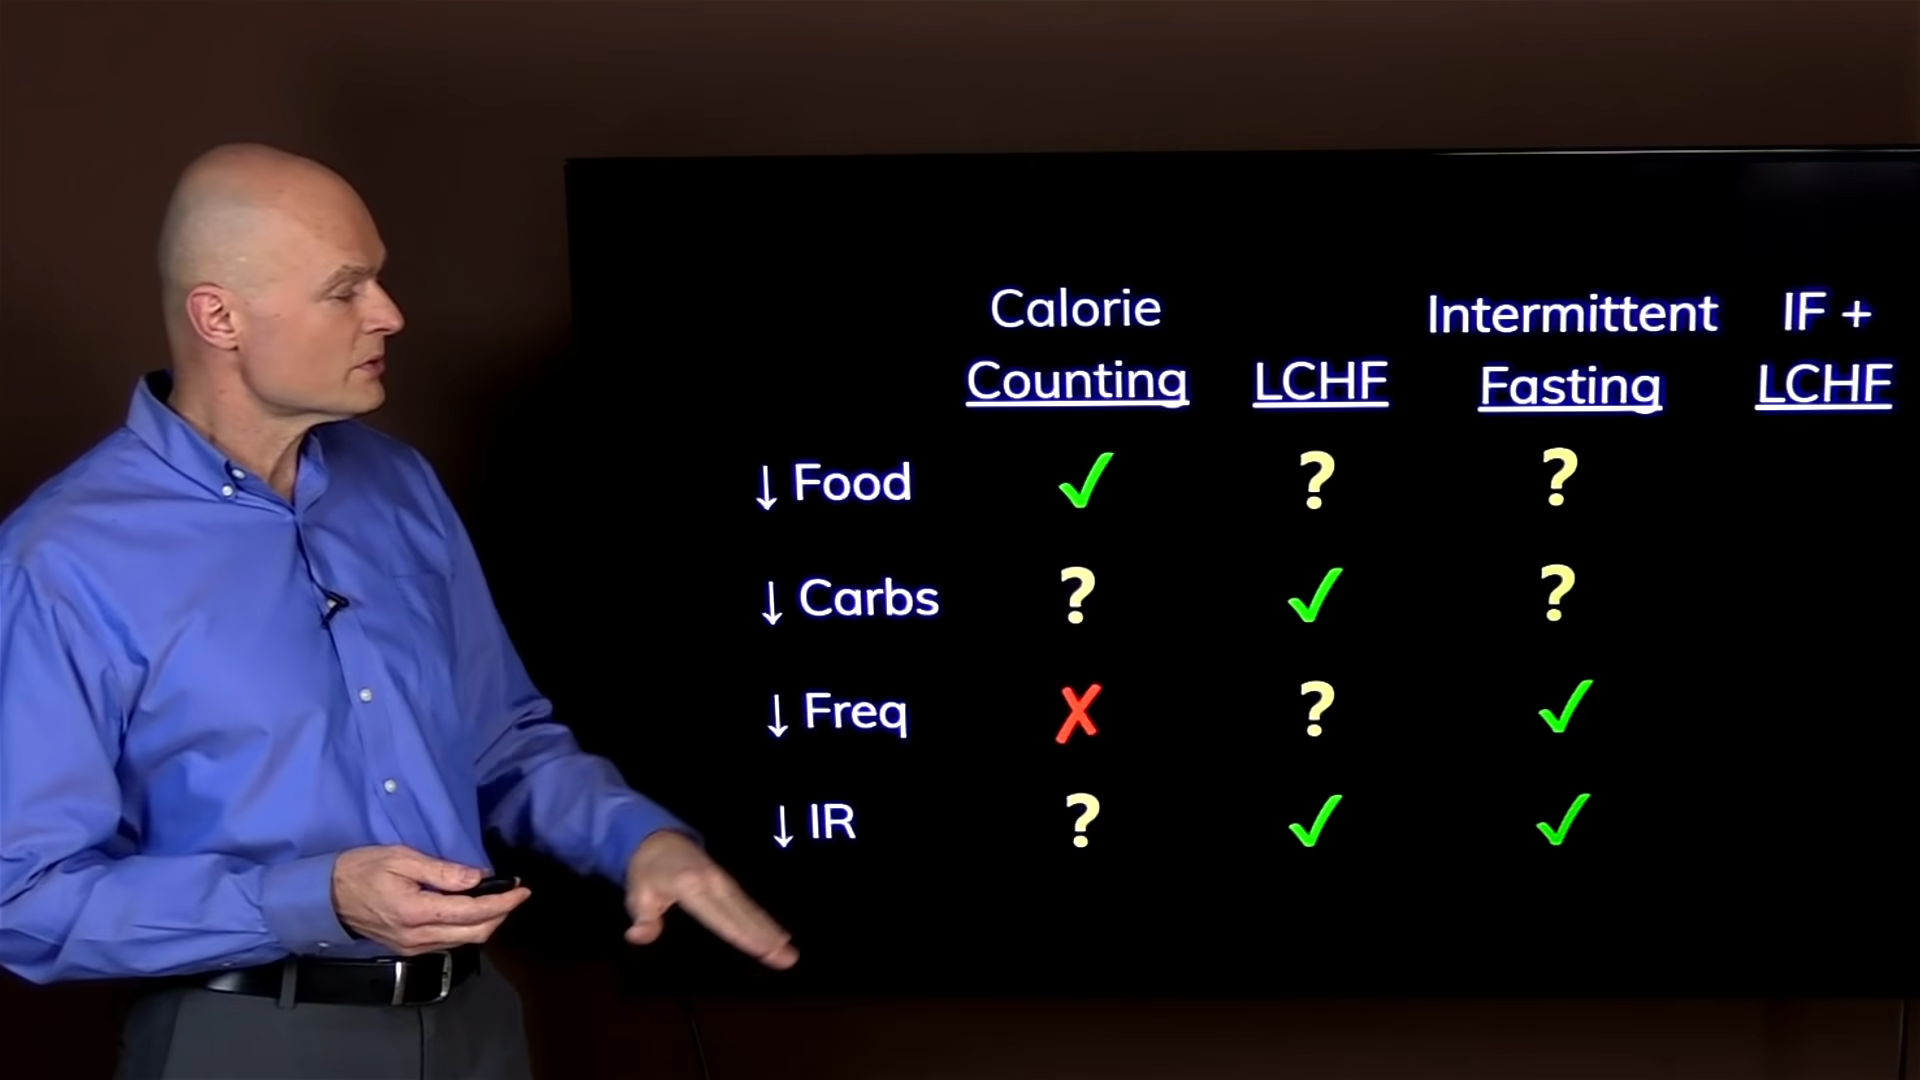 Calorie Counting LCHF Intermittent Fasting IF + LCHF
↓ Food ✓ ? ?
↓ Carbs ? ✓ ?
↓ Freq ✗ ? ✓
↓ IR ? ✓ ✓